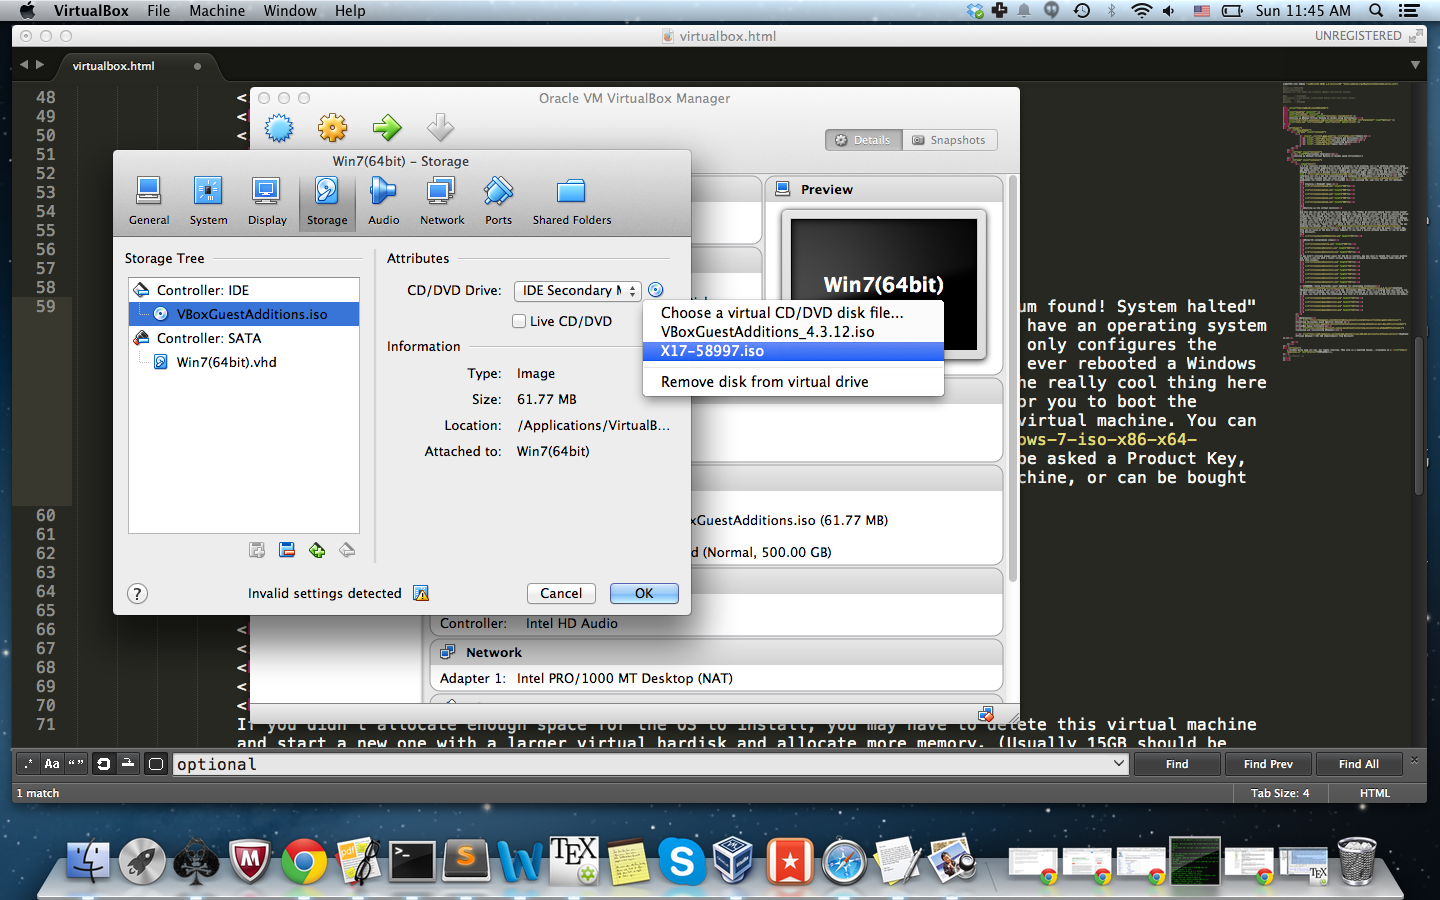 VirtualBox File Machine Window Help Sun 11:45 AM
virtualbox.html UNREGISTERED
virtualbox.html
48 <
49 <
50 <
51
52
53
54
55
56
57
58
59
60
61
62
63
64
65
66 <
67 <
68 <
69 <
70 <
71
Oracle VM VirtualBox Manager
Details Snapshots
Preview
Win7(64bit)
Win7(64bit) – Storage
General System Display Storage Audio Network Ports Shared Folders
Storage Tree
Controller: IDE
VBoxGuestAdditions.iso
Controller: SATA
Win7(64bit).vhd
Attributes
CD/DVD Drive: IDE Secondary M
Live CD/DVD
Information
Type: Image
Size: 61.77 MB
Location: /Applications/VirtualB...
Attached to: Win7(64bit)
Choose a virtual CD/DVD disk file...
VBoxGuestAdditions_4.3.12.iso
X17-58997.iso
Remove disk from virtual drive
? Invalid settings detected Cancel OK
um found! System halted"
have an operating system
only configures the
ever rebooted a Windows
ne really cool thing here
or you to boot the
virtual machine. You can
ows-7-iso-x86-x64-
be asked a Product Key,
chine, or can be bought
xGuestAdditions.iso (61.77 MB)
d (Normal, 500.00 GB)
Controller: Intel HD Audio
Network
Adapter 1: Intel PRO/1000 MT Desktop (NAT)
If you didn't allocate enough space for the OS to install, you may have to delete this virtual machine
and start a new one with a larger virtual hardisk and allocate more memory. (Usually 15GB should be
.* Aa “” optional Find Find Prev Find All
1 match Tab Size: 4 HTML